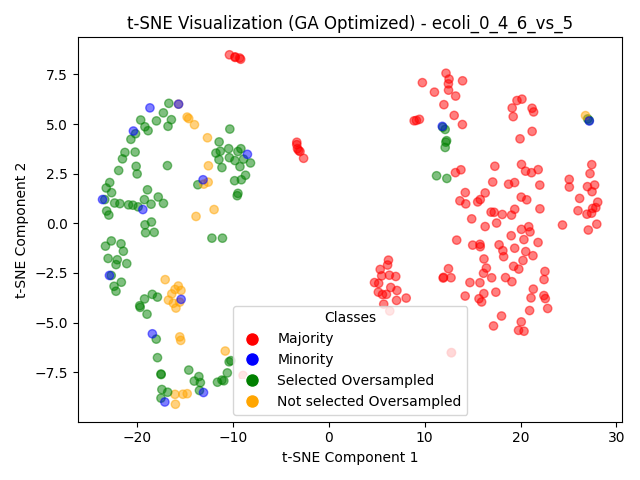 t-SNE Visualization (GA Optimized) - ecoli_0_4_6_vs_5
7.5
5.0
2.5
0.0
−2.5
−5.0
−7.5
t-SNE Component 2
Classes
Majority
Minority
Selected Oversampled
Not selected Oversampled
−20
−10
0
10
20
30
t-SNE Component 1